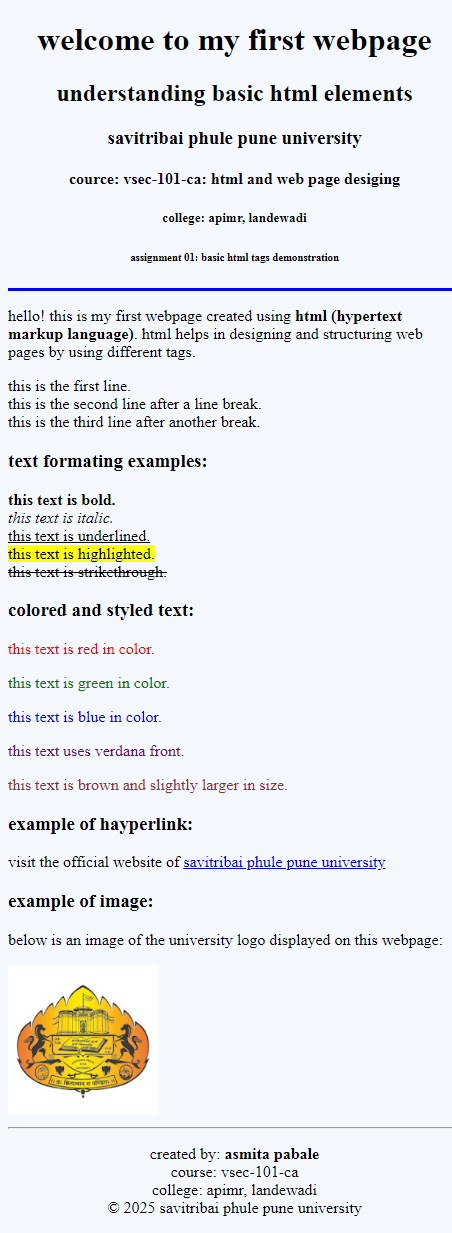 welcome to my first webpage
understanding basic html elements
savitribai phule pune university
cource: vsec-101-ca: html and web page desiging
college: apimr, landewadi
assignment 01: basic html tags demonstration
hello! this is my first webpage created using html (hypertext
markup language). html helps in designing and structuring web
pages by using different tags.
this is the first line.
this is the second line after a line break.
this is the third line after another break.
text formating examples:
this text is bold.
this text is italic.
this text is underlined.
this text is highlighted.
this text is strikethrough.
colored and styled text:
this text is red in color.
this text is green in color.
this text is blue in color.
this text uses verdana front.
this text is brown and slightly larger in size.
example of hayperlink:
visit the official website of savitribai phule pune university
example of image:
below is an image of the university logo displayed on this webpage:
created by: asmita pabale
course: vsec-101-ca
college: apimr, landewadi
© 2025 savitribai phule pune university